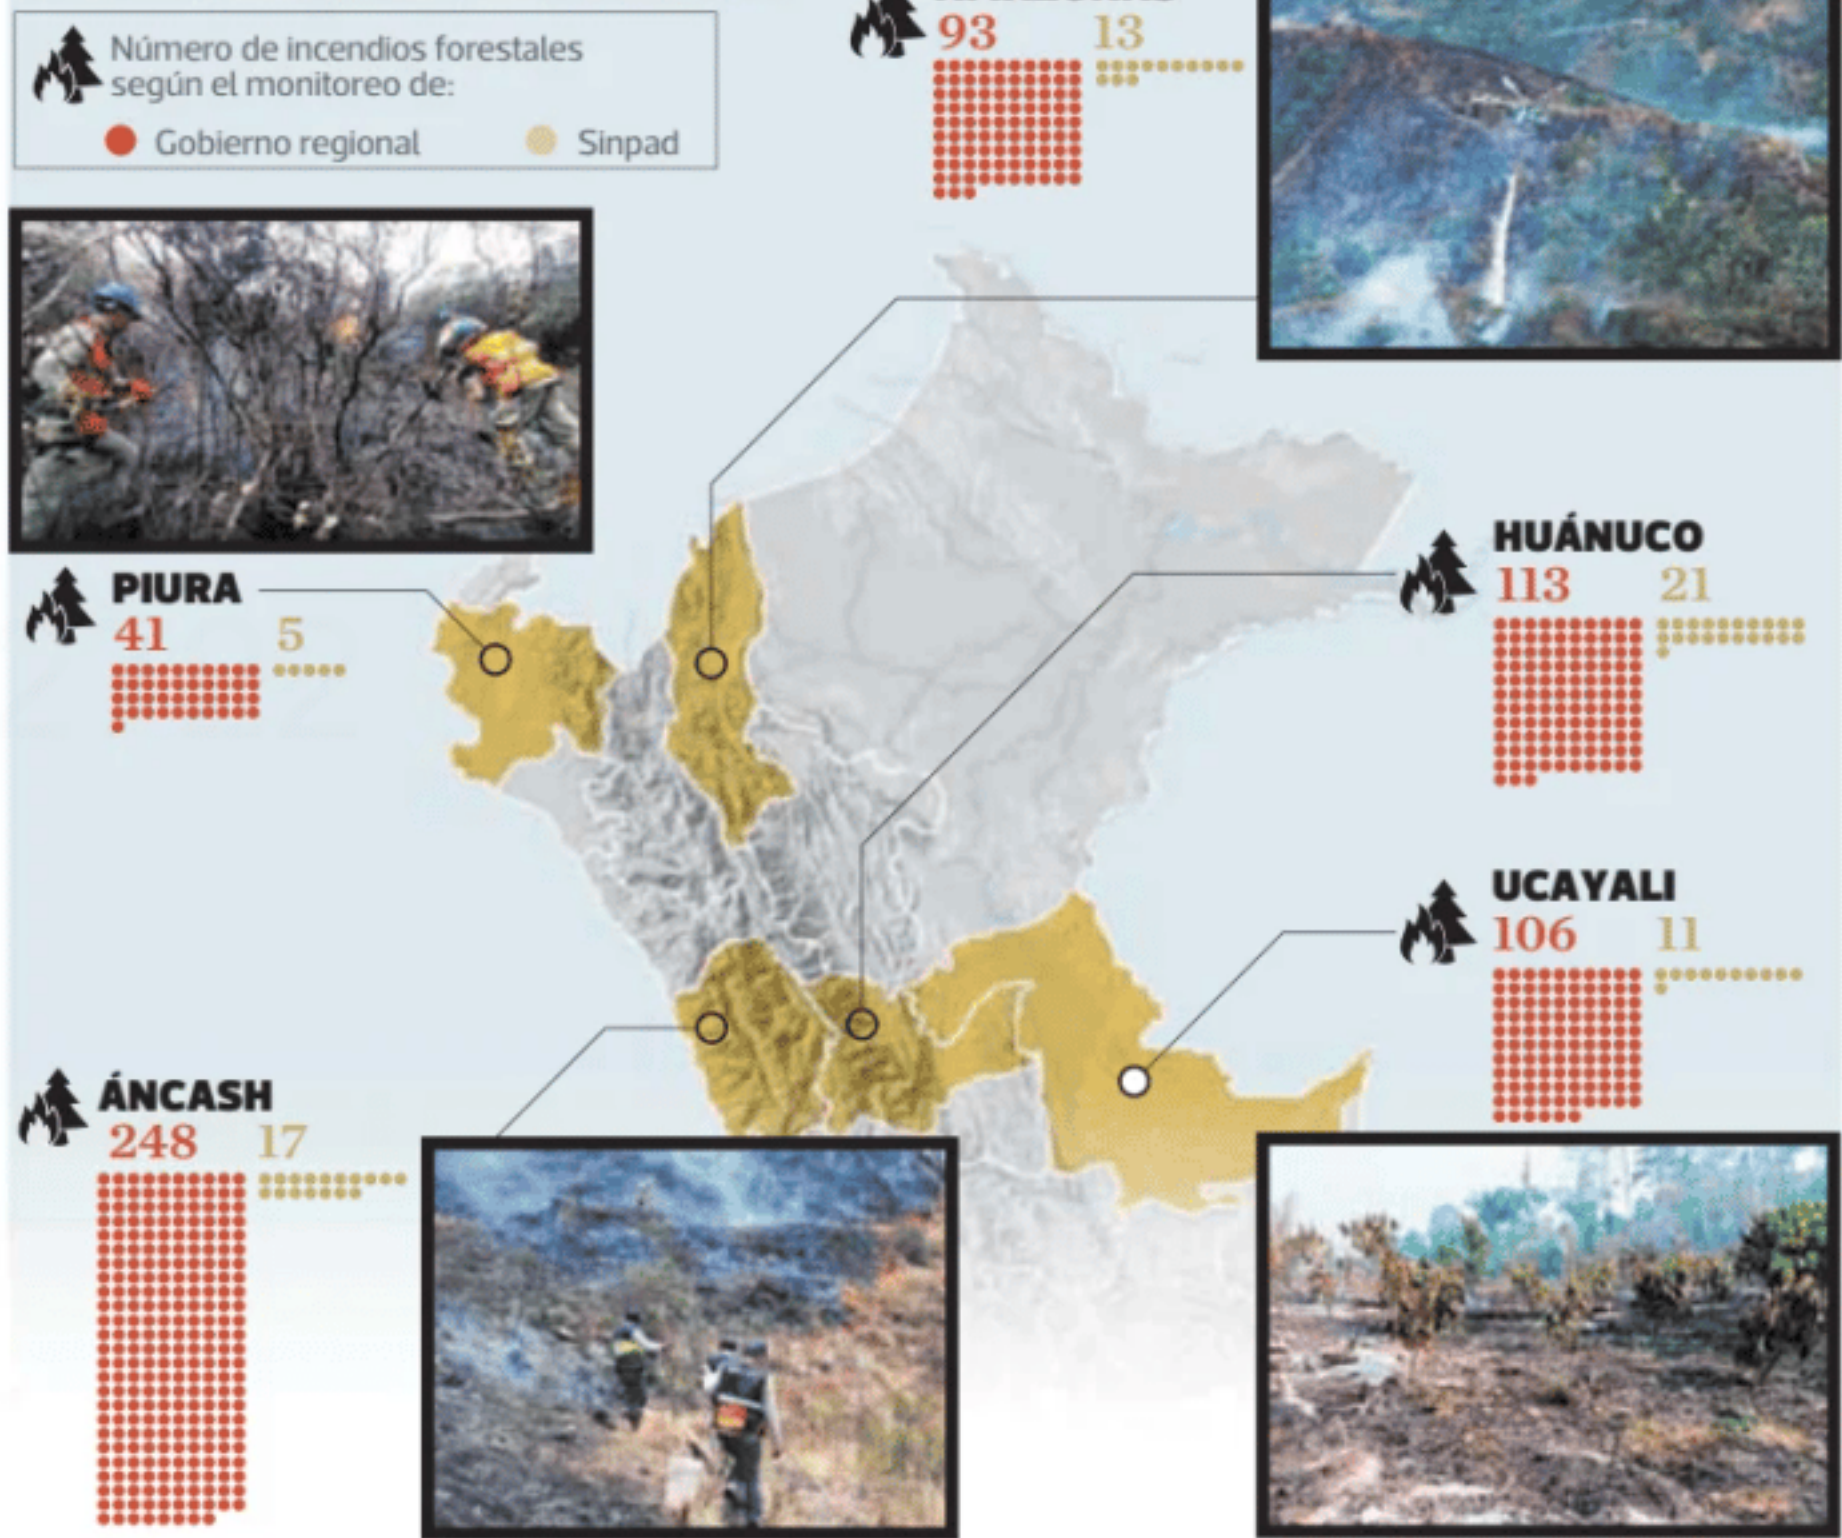 Número de incendios forestales
según el monitoreo de:
Gobierno regional Sinpad
93 13
PIURA
41 5
HUÁNUCO
113 21
UCAYALI
106 11
ÁNCASH
248 17